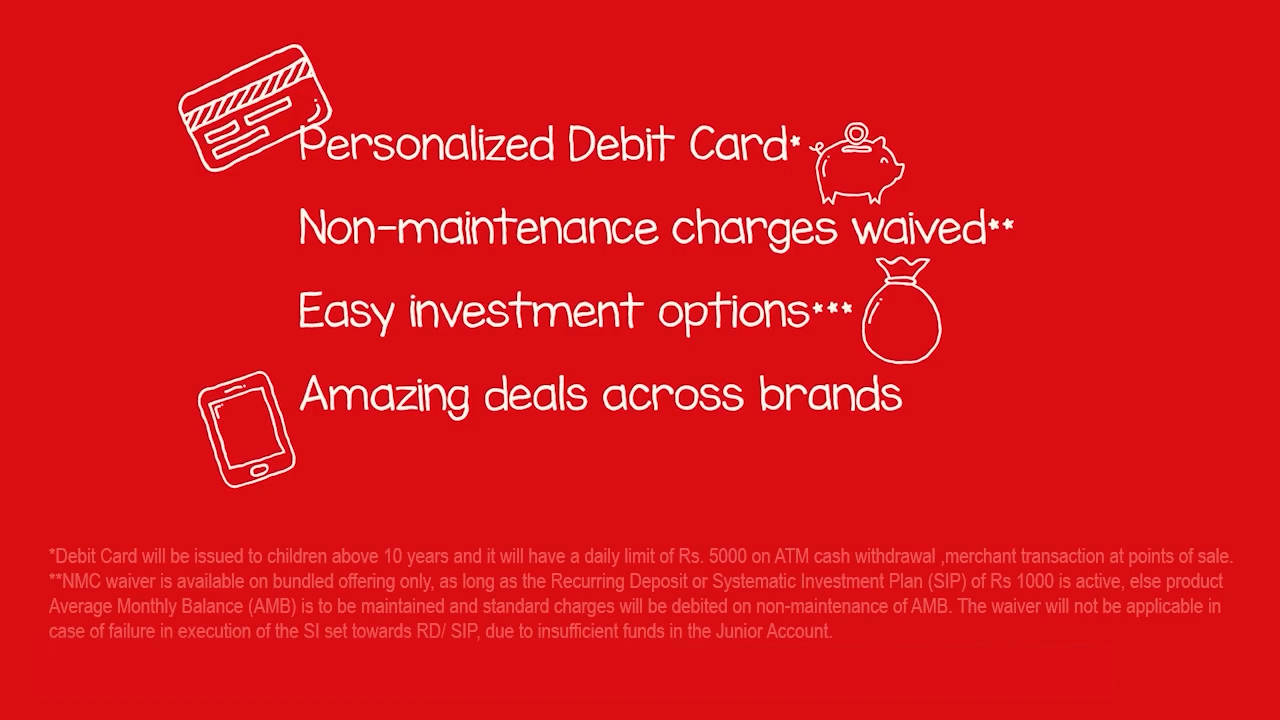 Personalized Debit Card*
Non-maintenance charges waived**
Easy investment options***
Amazing deals across brands
*Debit Card will be issued to children above 10 years and it will have a daily limit of Rs. 5000 on ATM cash withdrawal ,merchant transaction at points of sale.
**NMC waiver is available on bundled offering only, as long as the Recurring Deposit or Systematic Investment Plan (SIP) of Rs 1000 is active, else product
Average Monthly Balance (AMB) is to be maintained and standard charges will be debited on non-maintenance of AMB. The waiver will not be applicable in
case of failure in execution of the SI set towards RD/ SIP, due to insufficient funds in the Junior Account.